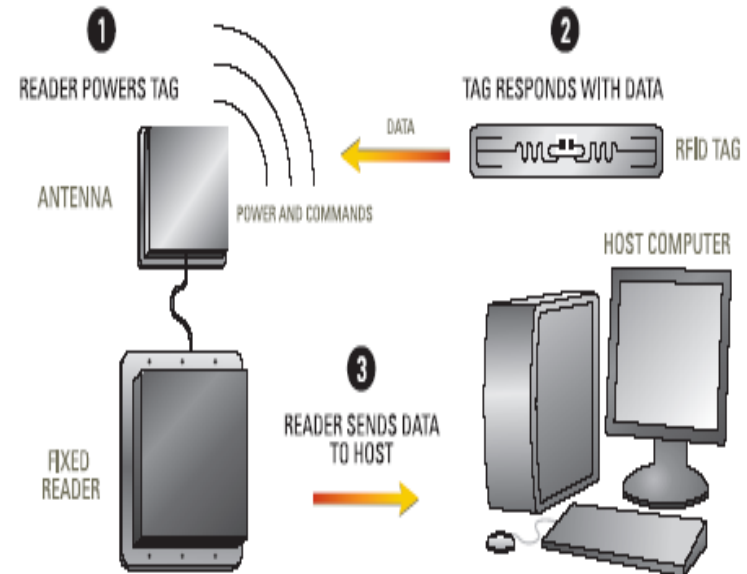 1
READER POWERS TAG
ANTENNA
POWER AND COMMANDS
DATA
2
TAG RESPONDS WITH DATA
RFID TAG
HOST COMPUTER
FIXED
READER
3
READER SENDS DATA
TO HOST